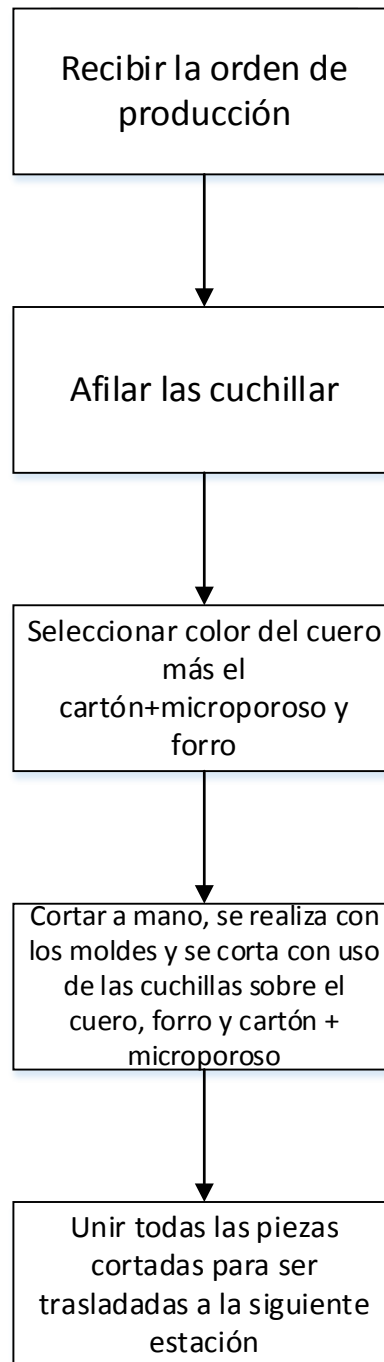 Recibir la orden de
producción
Afilar las cuchillar
Seleccionar color del cuero
más el
cartón+microporoso y
forro
Cortar a mano, se realiza con
los moldes y se corta con uso
de las cuchillas sobre el
cuero, forro y cartón +
microporoso
Unir todas las piezas
cortadas para ser
trasladadas a la siguiente
estación